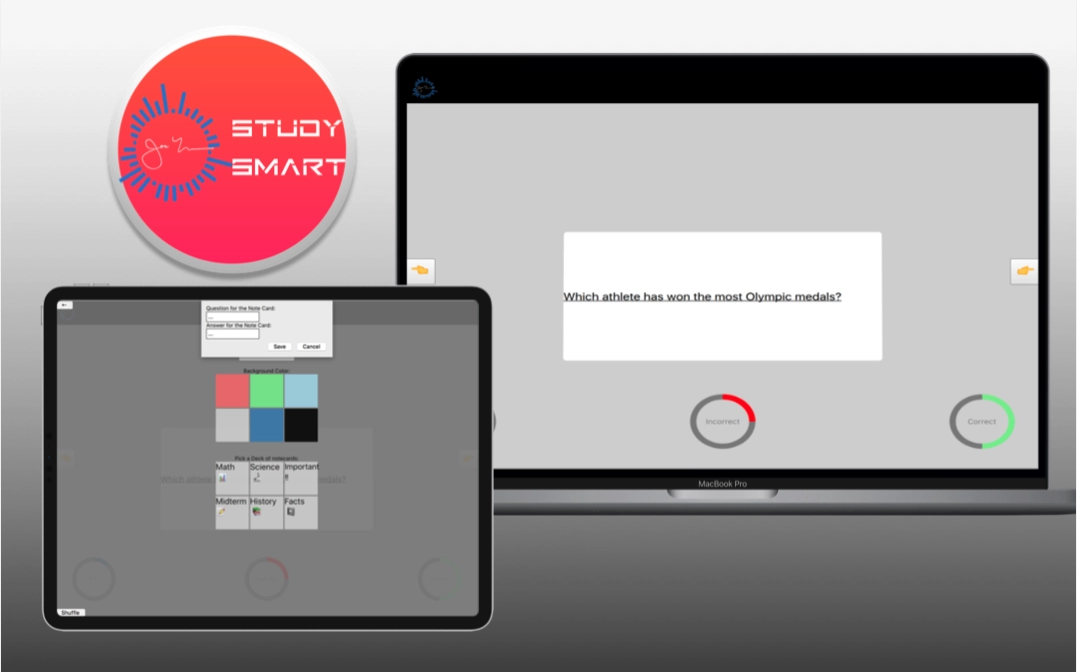 STUDY
SMART
Which athlete has won the most Olympic medals?
Incorrect
Correct
MacBook Pro
Question for the Note Card:
...
Answer for the Note Card:
...
Save
Cancel
Background Color:
Pick a Deck of notecards:
Math
Science
Important
Midterm
History
Facts
Which athlete
medals?
Shuffle